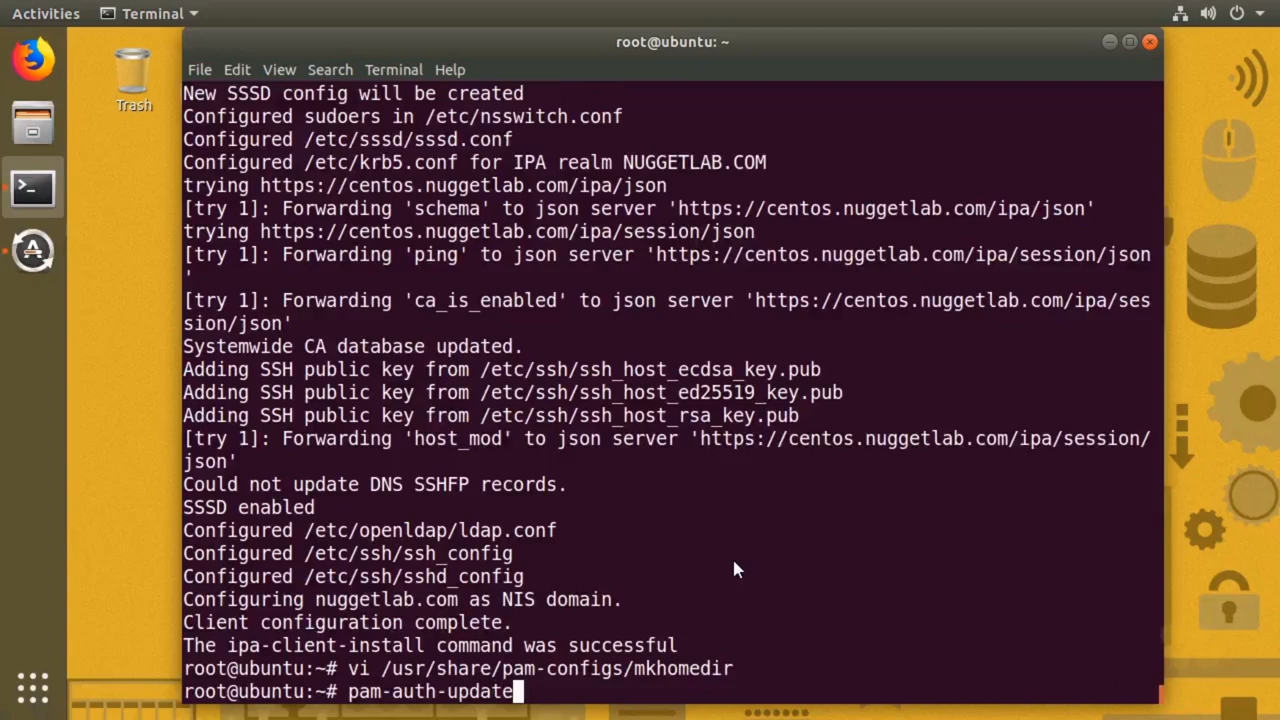 Activities
Terminal
root@ubuntu: ~
Trash
File Edit View Search Terminal Help
New SSSD config will be created
Configured sudoers in /etc/nsswitch.conf
Configured /etc/sssd/sssd.conf
Configured /etc/krb5.conf for IPA realm NUGGETLAB.COM
trying https://centos.nuggetlab.com/ipa/json
[try 1]: Forwarding 'schema' to json server 'https://centos.nuggetlab.com/ipa/json'
trying https://centos.nuggetlab.com/ipa/session/json
[try 1]: Forwarding 'ping' to json server 'https://centos.nuggetlab.com/ipa/session/json
'
[try 1]: Forwarding 'ca_is_enabled' to json server 'https://centos.nuggetlab.com/ipa/ses
sion/json'
Systemwide CA database updated.
Adding SSH public key from /etc/ssh/ssh_host_ecdsa_key.pub
Adding SSH public key from /etc/ssh/ssh_host_ed25519_key.pub
Adding SSH public key from /etc/ssh/ssh_host_rsa_key.pub
[try 1]: Forwarding 'host_mod' to json server 'https://centos.nuggetlab.com/ipa/session/
json'
Could not update DNS SSHFP records.
SSSD enabled
Configured /etc/openldap/ldap.conf
Configured /etc/ssh/ssh_config
Configured /etc/ssh/sshd_config
Configuring nuggetlab.com as NIS domain.
Client configuration complete.
The ipa-client-install command was successful
root@ubuntu:~# vi /usr/share/pam-configs/mkhomedir
root@ubuntu:~# pam-auth-update